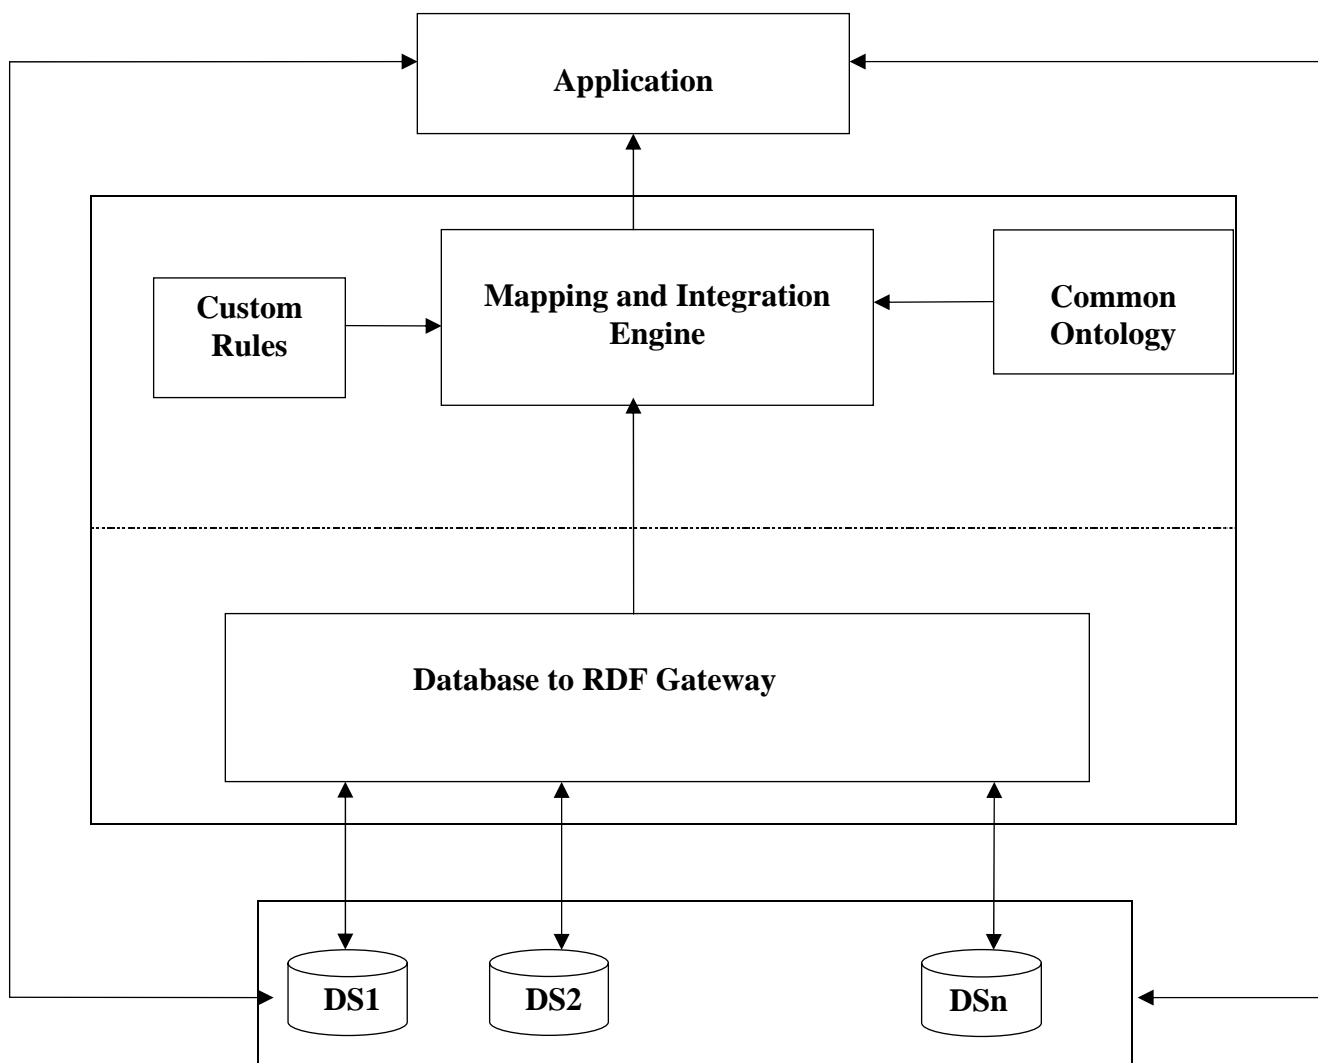 Application
Custom
Rules
Mapping and Integration
Engine
Common
Ontology
Database to RDF Gateway
DS1
DS2
DSn